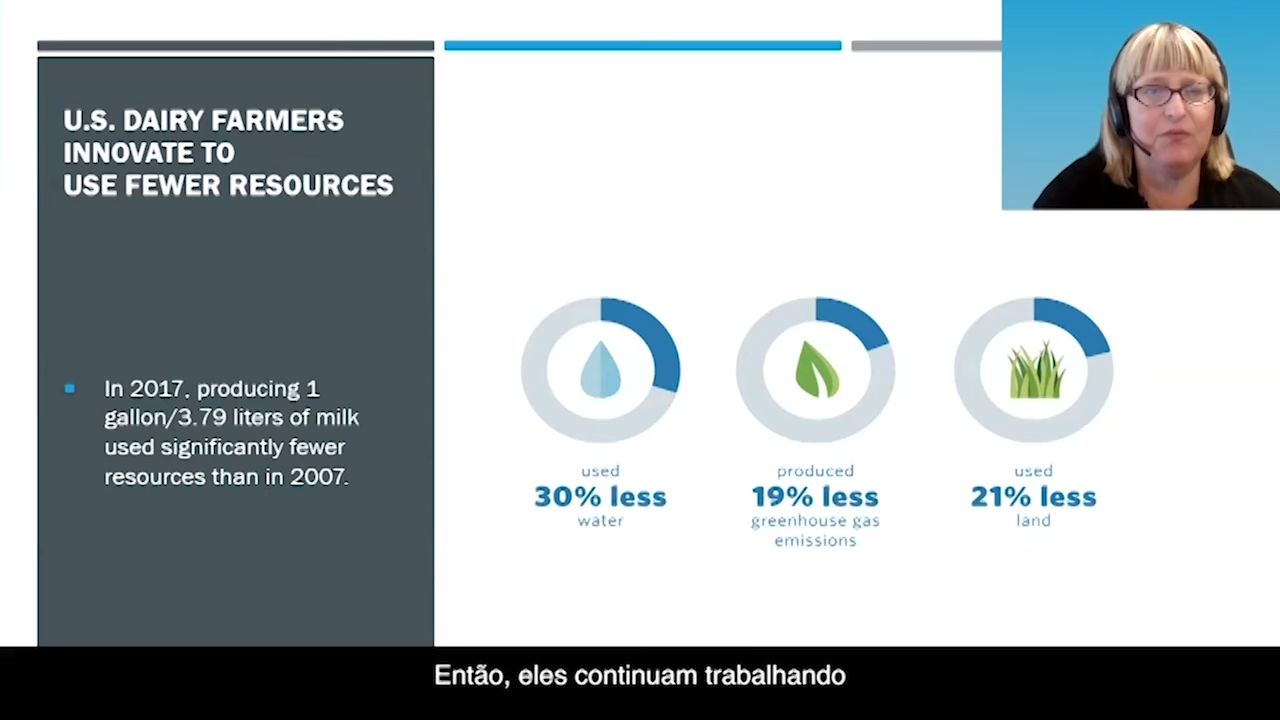 U.S. DAIRY FARMERS
INNOVATE TO
USE FEWER RESOURCES
In 2017, producing 1
gallon/3.79 liters of milk
used significantly fewer
resources than in 2007.
used
30% less
water
produced
19% less
greenhouse gas
emissions
used
21% less
land
Então, eles continuam trabalhando